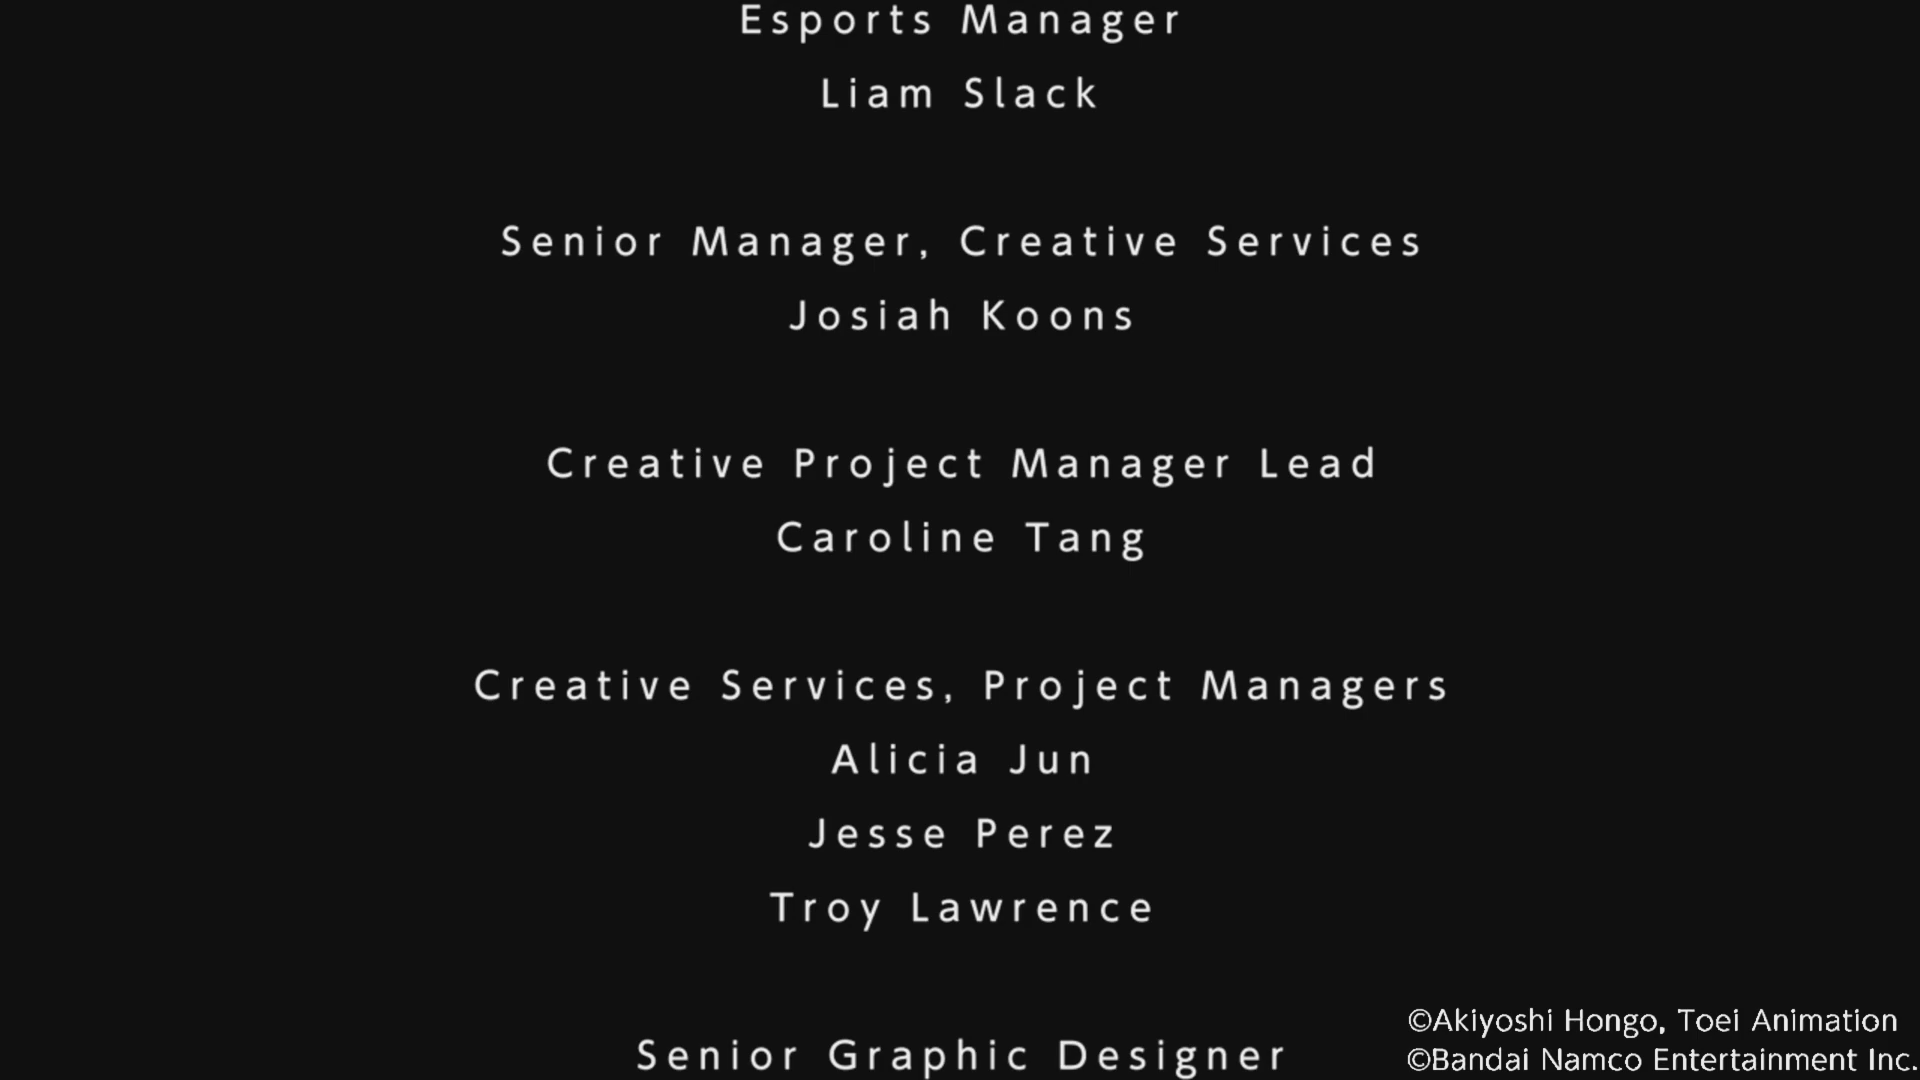 Esports Manager
Liam Slack
Senior Manager, Creative Services
Josiah Koons
Creative Project Manager Lead
Caroline Tang
Creative Services, Project Managers
Alicia Jun
Jesse Perez
Troy Lawrence
Senior Graphic Designer
©Akiyoshi Hongo, Toei Animation
©Bandai Namco Entertainment Inc.